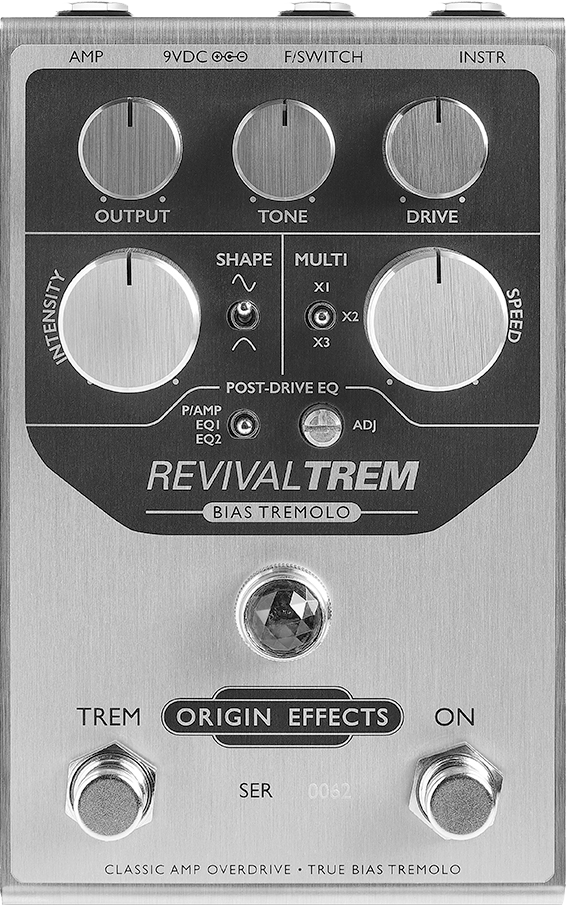 AMP 9VDC F/SWITCH INSTR
OUTPUT TONE DRIVE
INTENSITY
SHAPE
MULTI
X1
X2
X3
SPEED
POST-DRIVE EQ
P/AMP
EQ1
EQ2
ADJ
REVIVALTREM
BIAS TREMOLO
TREM
ORIGIN EFFECTS
ON
SER 0062
CLASSIC AMP OVERDRIVE • TRUE BIAS TREMOLO